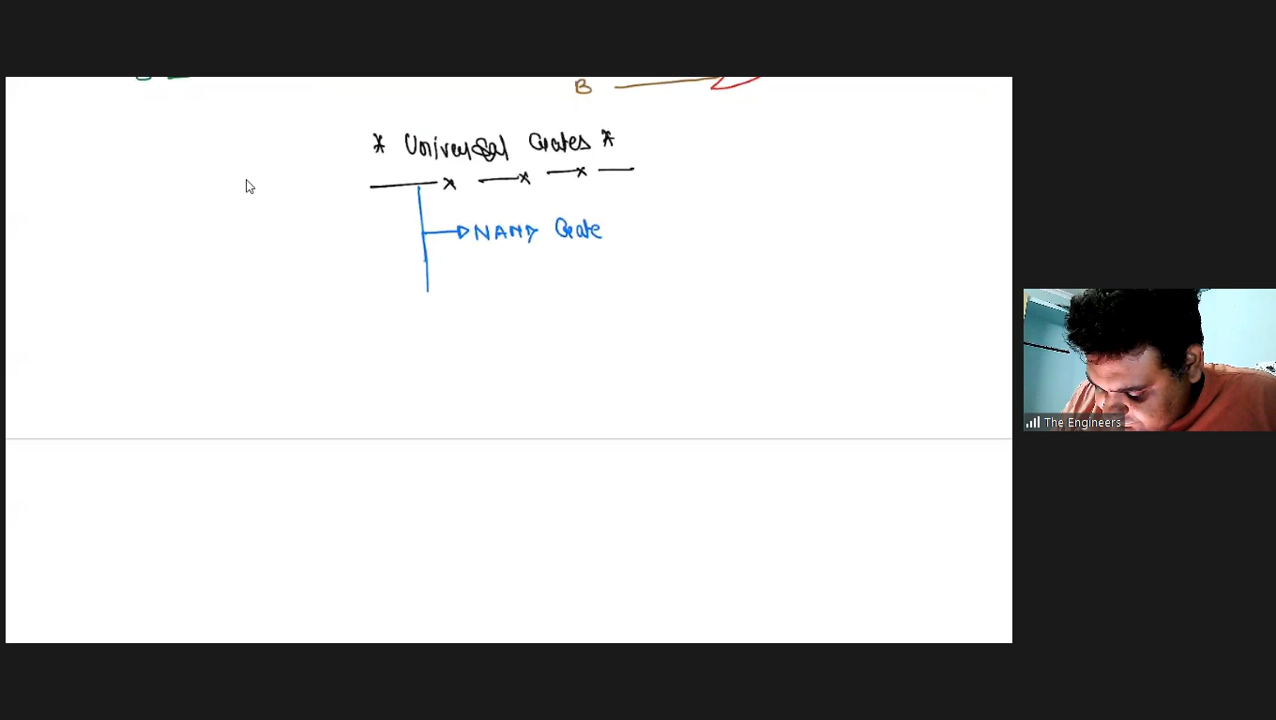 B
* Universal Gates *
NAND Gate
The Engineers